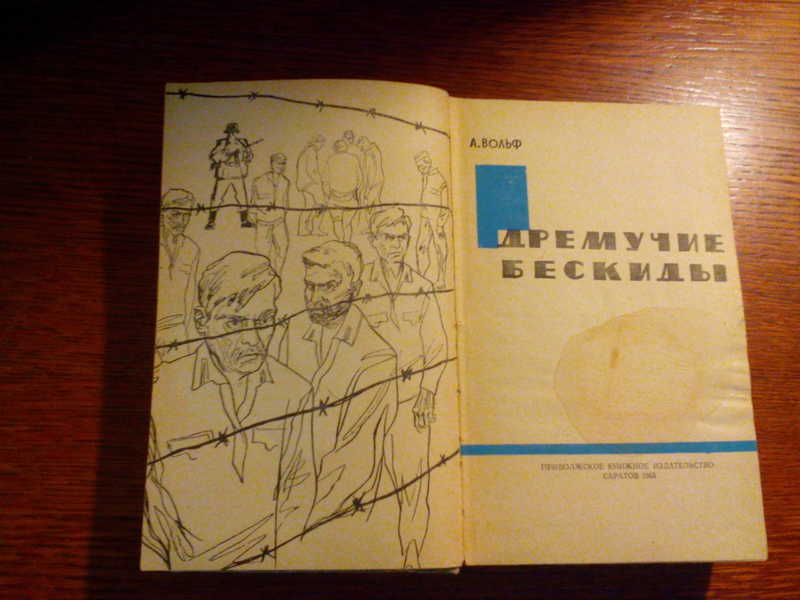 А. ВОЛЬФ
ДРЕМУЧИЕ
БЕСКИДЫ
ПРИВОЛЖСКОЕ КНИЖНОЕ ИЗДАТЕЛЬСТВО
САРАТОВ